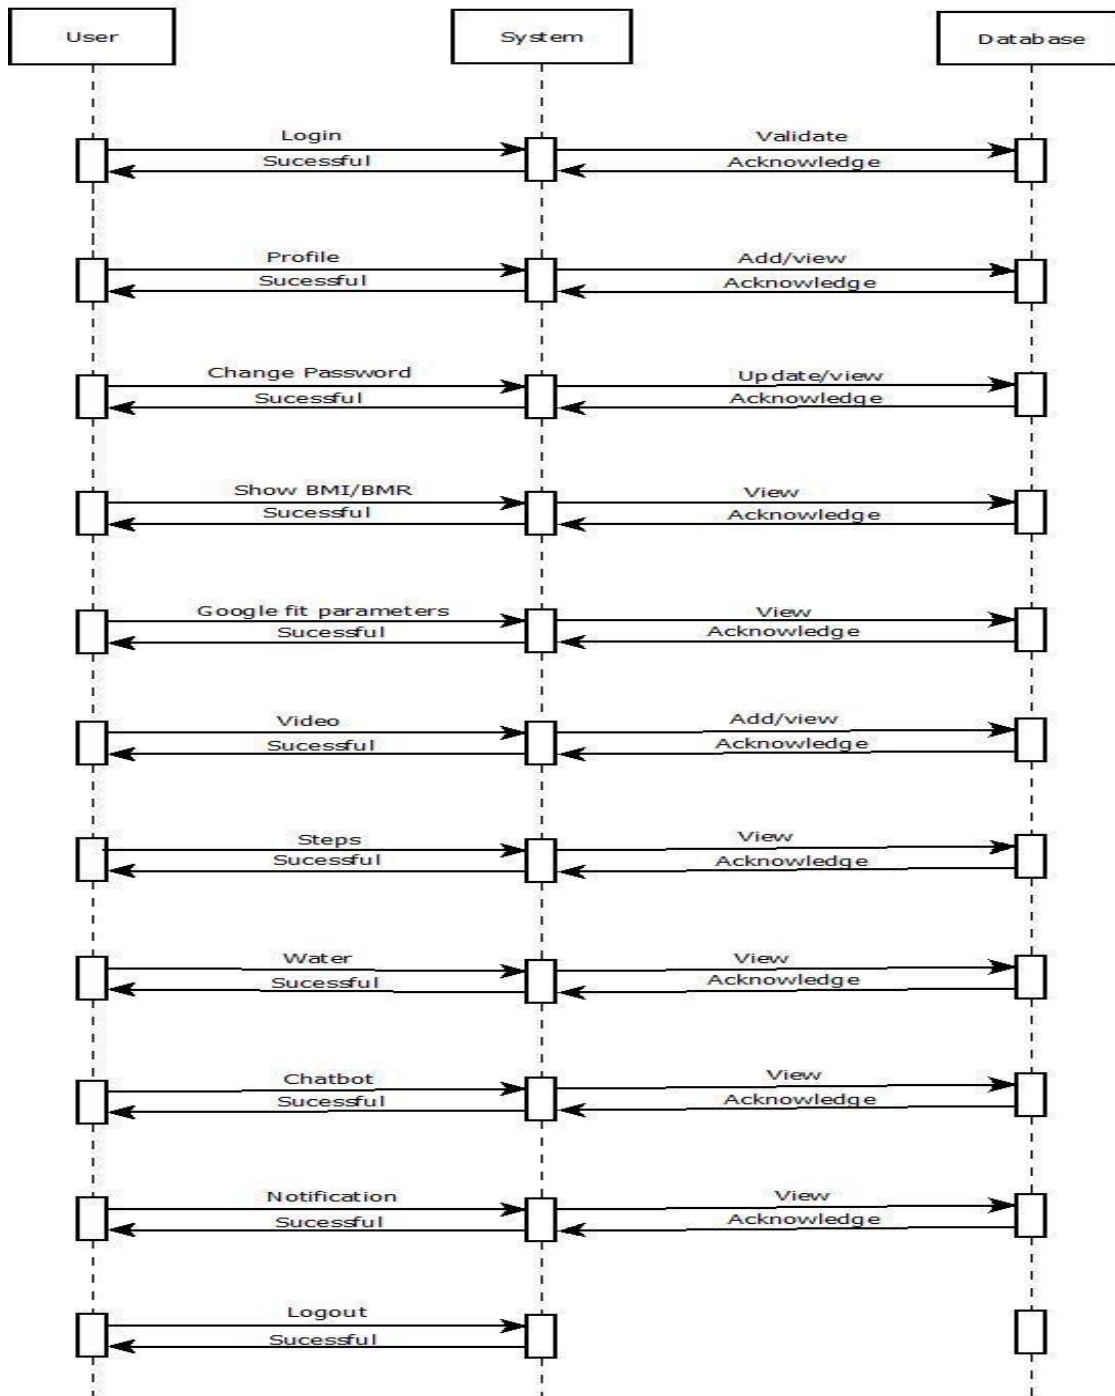 User
System
Database
Login
Validate
Sucessful
Acknowledge
Profile
Add/view
Sucessful
Acknowledge
Change Password
Update/view
Sucessful
Acknowledge
Show BMI/BMR
View
Sucessful
Acknowledge
Google fit parameters
View
Sucessful
Acknowledge
Video
Add/view
Sucessful
Acknowledge
Steps
View
Sucessful
Acknowledge
Water
View
Sucessful
Acknowledge
Chatbot
View
Sucessful
Acknowledge
Notification
View
Sucessful
Acknowledge
Logout
Sucessful